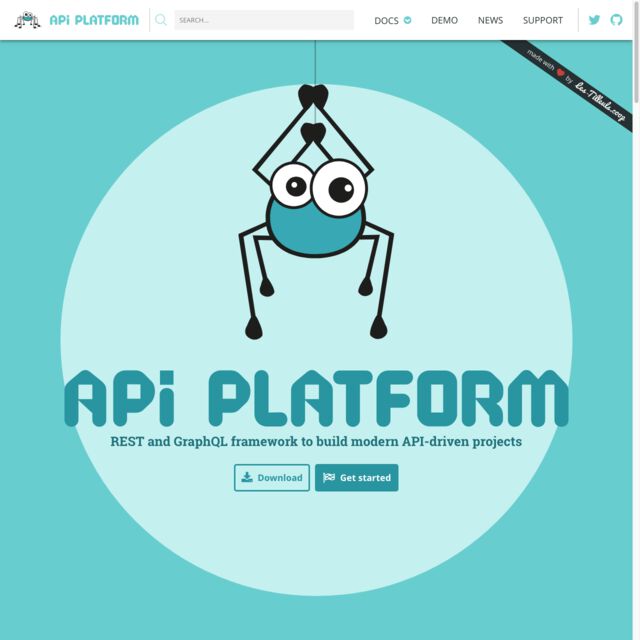 APi PLATFORM
SEARCH...
DOCS
DEMO
NEWS
SUPPORT
made with
by
Les-Tilleuls.coop
APi PLATFORM
REST and GraphQL framework to build modern API-driven projects
Download
Get started